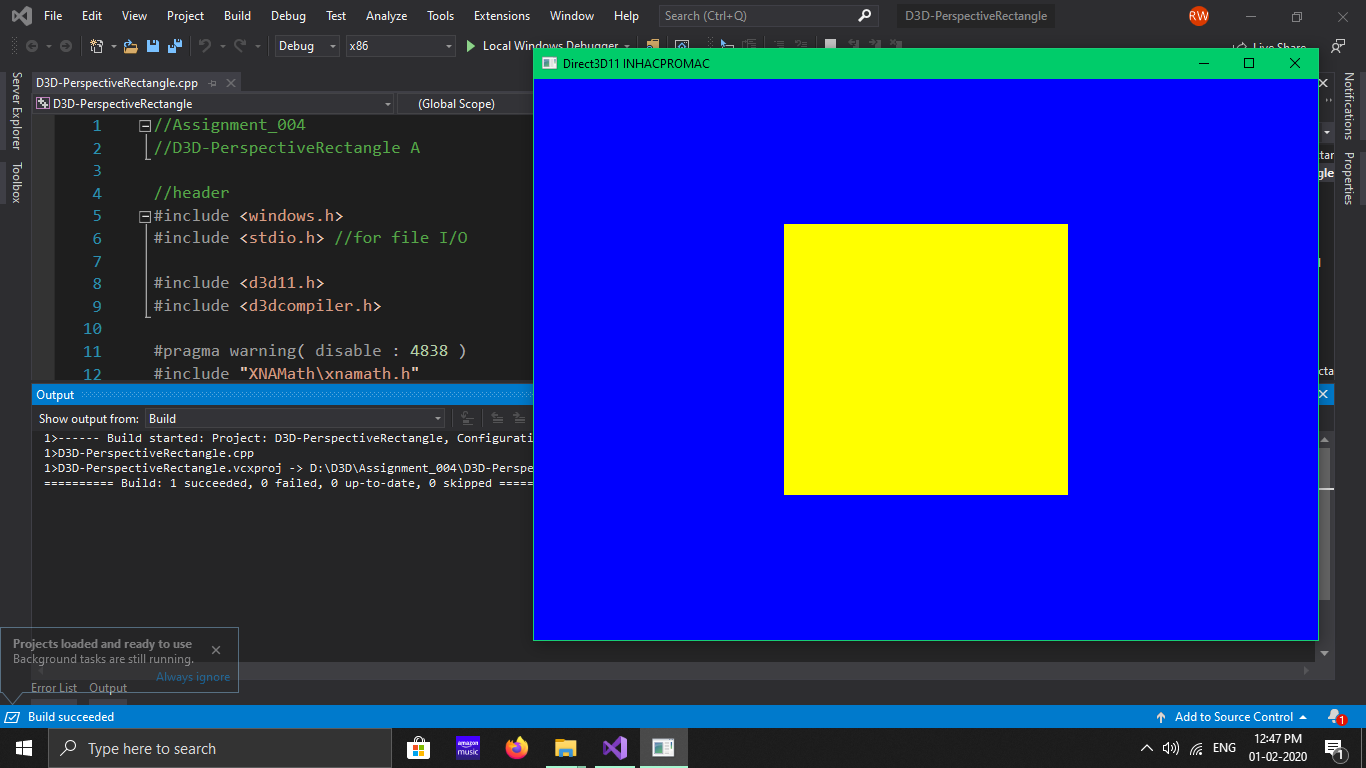 File Edit View Project Build Debug Test Analyze Tools Extensions Window Help Search (Ctrl+Q) D3D-PerspectiveRectangle RW
Debug x86 Local Windows Debugger Live Share
Direct3D11 INHACPROMAC
Server Explorer
Toolbox
Notifications
Properties
D3D-PerspectiveRectangle.cpp
D3D-PerspectiveRectangle (Global Scope)
1 //Assignment_004
2 //D3D-PerspectiveRectangle A
3
4 //header
5 #include <windows.h>
6 #include <stdio.h> //for file I/O
7
8 #include <d3d11.h>
9 #include <d3dcompiler.h>
10
11 #pragma warning( disable : 4838 )
12 #include "XNAMath\xnamath.h"
Output
Show output from: Build
1>------ Build started: Project: D3D-PerspectiveRectangle, Configurati
1>D3D-PerspectiveRectangle.cpp
1>D3D-PerspectiveRectangle.vcxproj -> D:\D3D\Assignment_004\D3D-Perspe
========== Build: 1 succeeded, 0 failed, 0 up-to-date, 0 skipped =====
Projects loaded and ready to use
Background tasks are still running.
Always ignore
Error List Output
Build succeeded Add to Source Control 1
Type here to search
amazon music
ENG
12:47 PM
01-02-2020
1